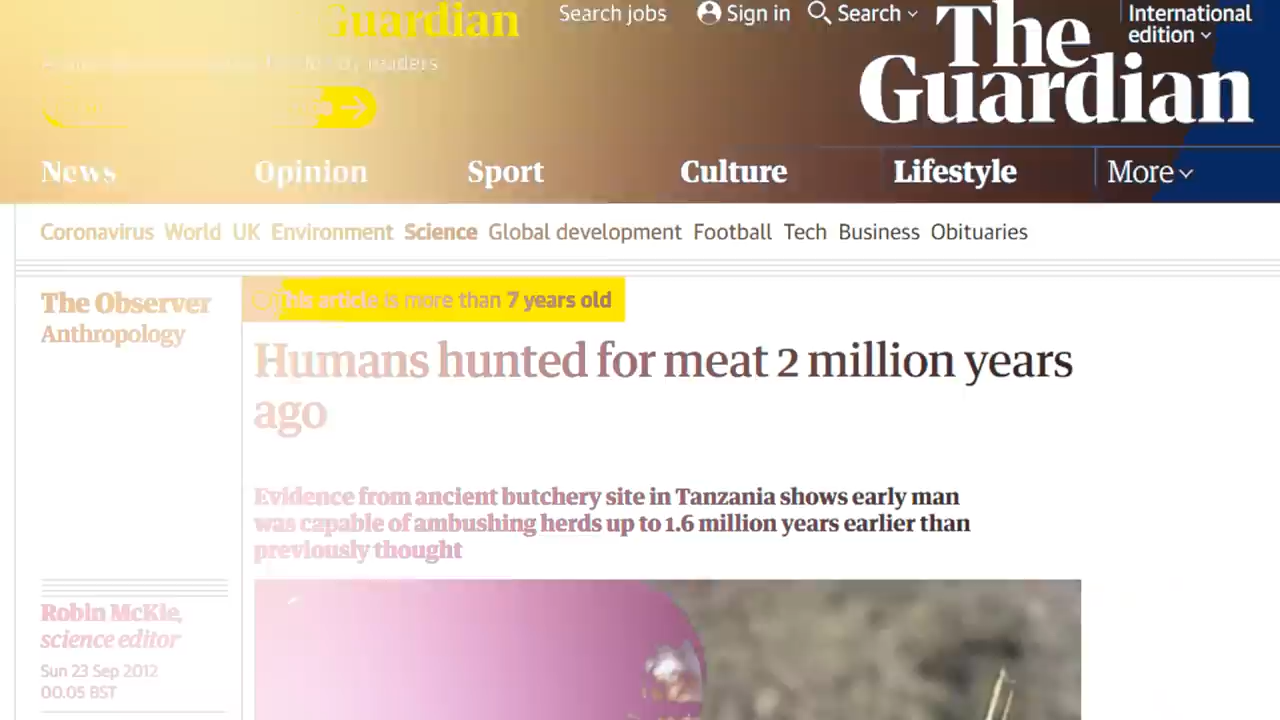 Guardian
Search jobs
Sign in
Search
The
Guardian
International
edition
readers
News
Opinion
Sport
Culture
Lifestyle
More
Coronavirus World UK Environment Science Global development Football Tech Business Obituaries
The Observer
Anthropology
This article is more than 7 years old
Humans hunted for meat 2 million years
ago
Evidence from ancient butchery site in Tanzania shows early man
was capable of ambushing herds up to 1.6 million years earlier than
previously thought
Robin McKie,
science editor
Sun 23 Sep 2012
00.05 BST